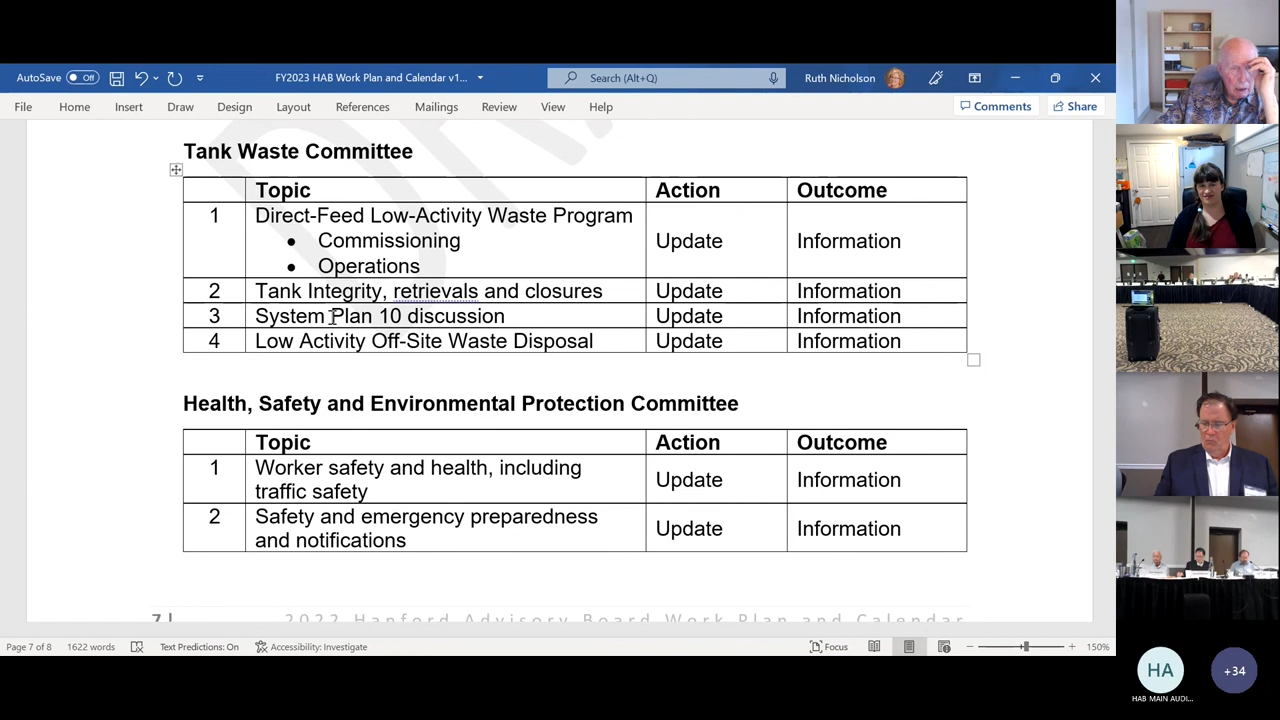 AutoSave Off FY2023 HAB Work Plan and Calendar v1... Search (Alt+Q) Ruth Nicholson
File Home Insert Draw Design Layout References Mailings Review View Help Comments Share
Tank Waste Committee
Topic Action Outcome
1 Direct-Feed Low-Activity Waste Program
• Commissioning Update Information
• Operations
2 Tank Integrity, retrievals and closures Update Information
3 System Plan 10 discussion Update Information
4 Low Activity Off-Site Waste Disposal Update Information
Health, Safety and Environmental Protection Committee
Topic Action Outcome
1 Worker safety and health, including
traffic safety Update Information
2 Safety and emergency preparedness
and notifications Update Information
7 | 2022 Hanford Advisory Board Work Plan and Calendar
Page 7 of 8 1622 words Text Predictions: On Accessibility: Investigate Focus 150%
HA +34
HAB MAIN AUDI...